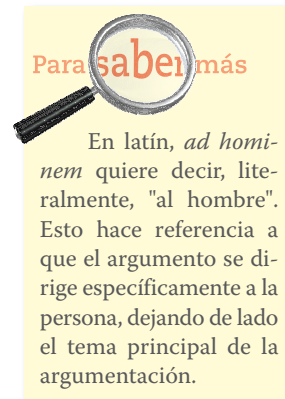 Para saber más
En latín, ad homi-
nem quiere decir, lite-
ralmente, "al hombre".
Esto hace referencia a
que el argumento se di-
rige específicamente a la
persona, dejando de lado
el tema principal de la
argumentación.